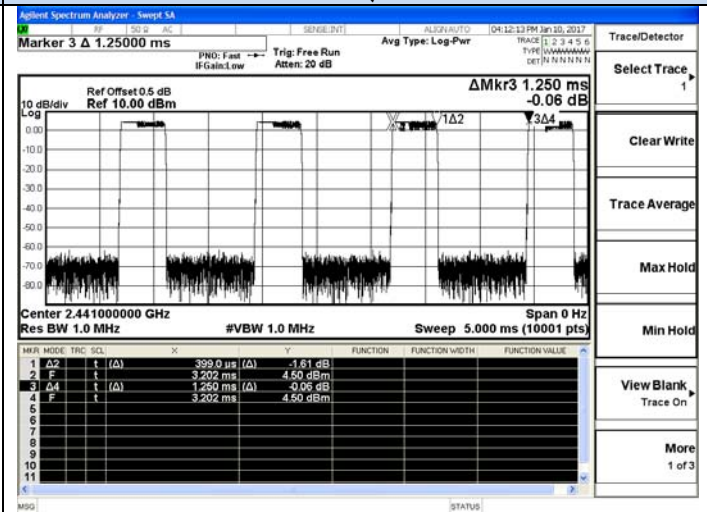 Agilent Spectrum Analyzer - Swept SA
RF 50 Ω AC SENSE:INT ALIGN AUTO 04:12:13 PM Jan 10, 2017
Marker 3 Δ 1.25000 ms
PNO: Fast
IFGain:Low
Trig: Free Run
Atten: 20 dB
Avg Type: Log-Pwr
TRACE 1 2 3 4 5 6
TYPE
DET N N N N N N
Trace/Detector
Select Trace
1
Clear Write
Trace Average
Max Hold
Min Hold
View Blank
Trace On
More
1 of 3
ΔMkr3 1.250 ms
-0.06 dB
Ref Offset 0.5 dB
10 dB/div Ref 10.00 dBm
Log
1Δ2 3Δ4
0.00
-10.0
-20.0
-30.0
-40.0
-50.0
-60.0
-70.0
-80.0
Center 2.441000000 GHz Span 0 Hz
Res BW 1.0 MHz #VBW 1.0 MHz Sweep 5.000 ms (10001 pts)
MKR MODE TRC SCL X Y FUNCTION FUNCTION WIDTH FUNCTION VALUE
1 Δ2 t (Δ) 399.0 µs (Δ) -1.61 dB
2 F t 3.202 ms 4.50 dBm
3 Δ4 t (Δ) 1.250 ms (Δ) -0.06 dB
4 F t 3.202 ms 4.50 dBm
5
6
7
8
9
10
11
MSG STATUS